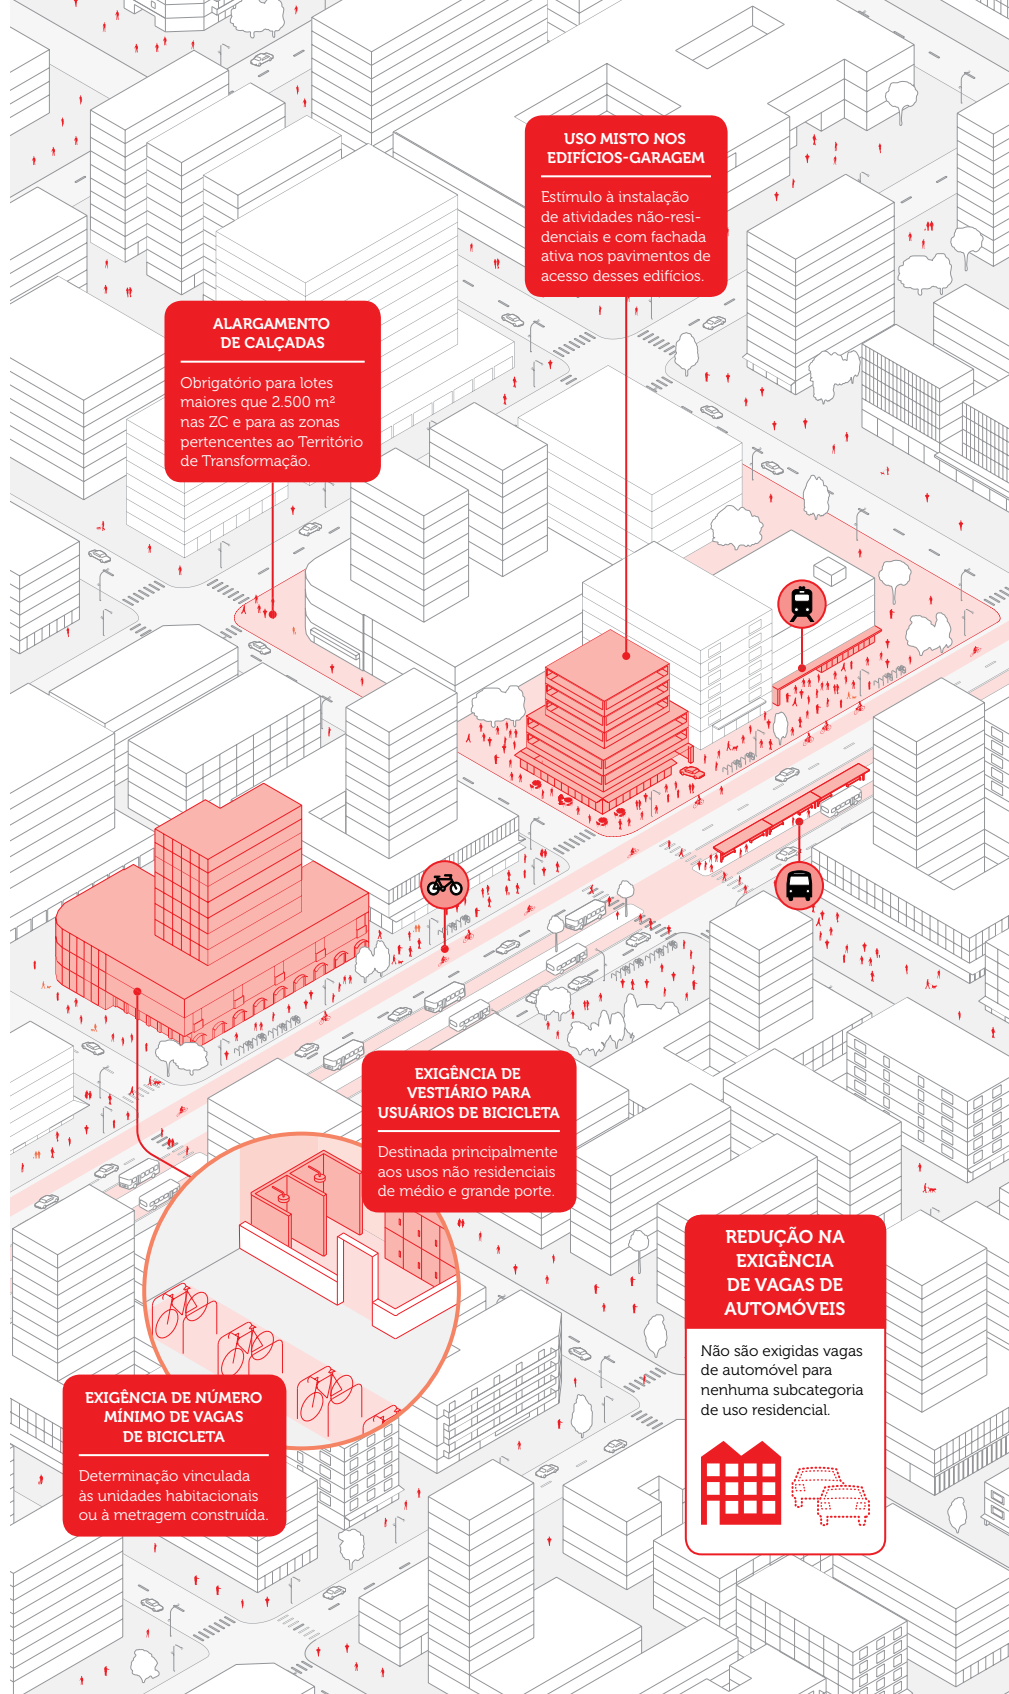 USO MISTO NOS
EDIFÍCIOS-GARAGEM
Estímulo à instalação
de atividades não-resi-
denciais e com fachada
ativa nos pavimentos de
acesso desses edifícios.
ALARGAMENTO
DE CALÇADAS
Obrigatório para lotes
maiores que 2.500 m²
nas ZC e para as zonas
pertencentes ao Território
de Transformação.
EXIGÊNCIA DE
VESTIÁRIO PARA
USUÁRIOS DE BICICLETA
Destinada principalmente
aos usos não residenciais
de médio e grande porte.
REDUÇÃO NA
EXIGÊNCIA
DE VAGAS DE
AUTOMÓVEIS
Não são exigidas vagas
de automóvel para
nenhuma subcategoria
de uso residencial.
EXIGÊNCIA DE NÚMERO
MÍNIMO DE VAGAS
DE BICICLETA
Determinação vinculada
às unidades habitacionais
ou à metragem construída.